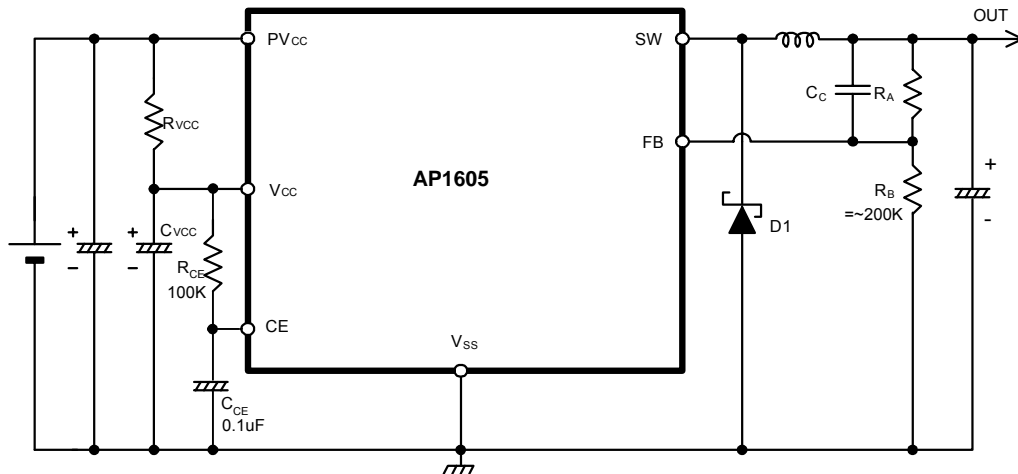 OUT
PVCC
SW
RVCC
CC
RA
FB
AP1605
VCC
RB
=~200K
+
-
D1
+
-
+
-
CVCC
RCE
100K
CE
VSS
CCE
0.1uF